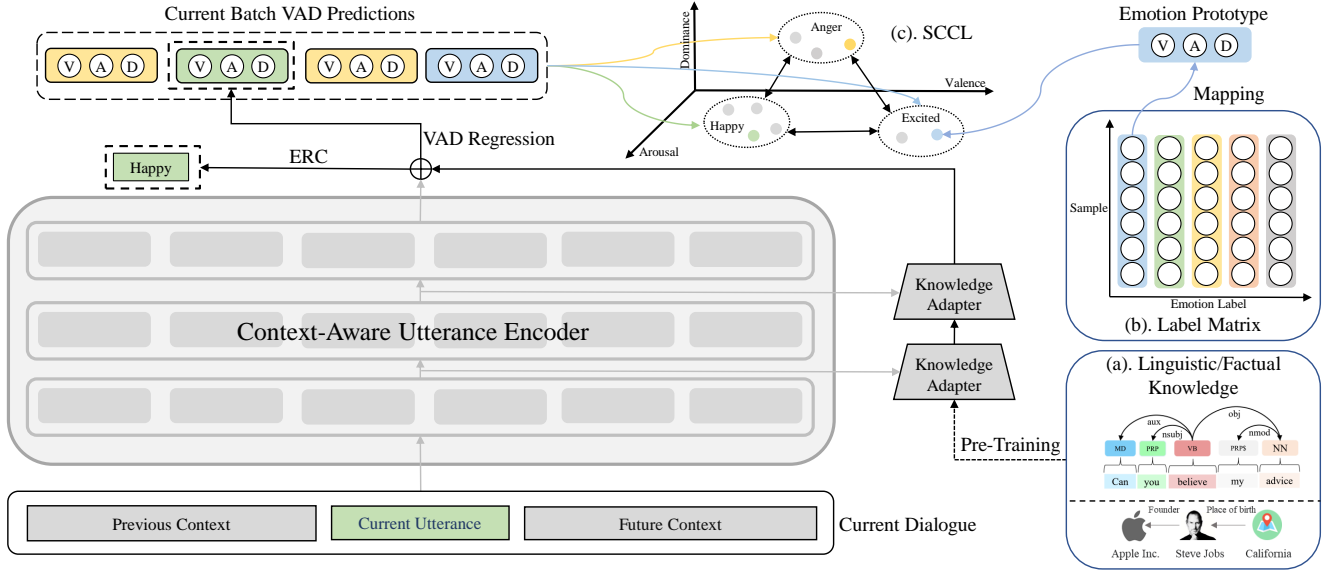 Current Batch VAD Predictions
V A D
V A D
V A D
V A D
Dominance
Anger
(c). SCCL
Valence
Happy
Excited
Arousal
Emotion Prototype
V A D
Mapping
VAD Regression
ERC
Happy
Sample
Emotion Label
(b). Label Matrix
Context-Aware Utterance Encoder
Knowledge
Adapter
Knowledge
Adapter
Pre-Training
(a). Linguistic/Factual
Knowledge
obj
aux
nsubj
nmod
MD PRP VB PRP$ NN
Can you believe my advice
Founder Place of birth
Apple Inc. Steve Jobs California
Previous Context
Current Utterance
Future Context
Current Dialogue